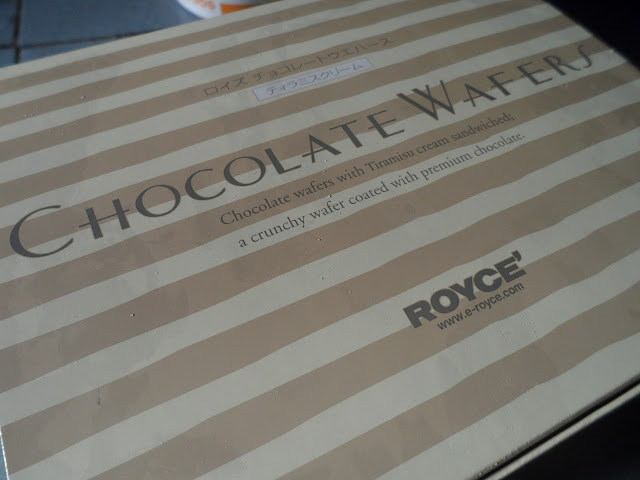 ロイズ チョコレートウエハース
ティラミスクリーム
CHOCOLATE WAFERS
Chocolate wafers with Tiramisu cream sandwiched;
a crunchy wafer coated with premium chocolate.
ROYCE'
www.e-royce.com